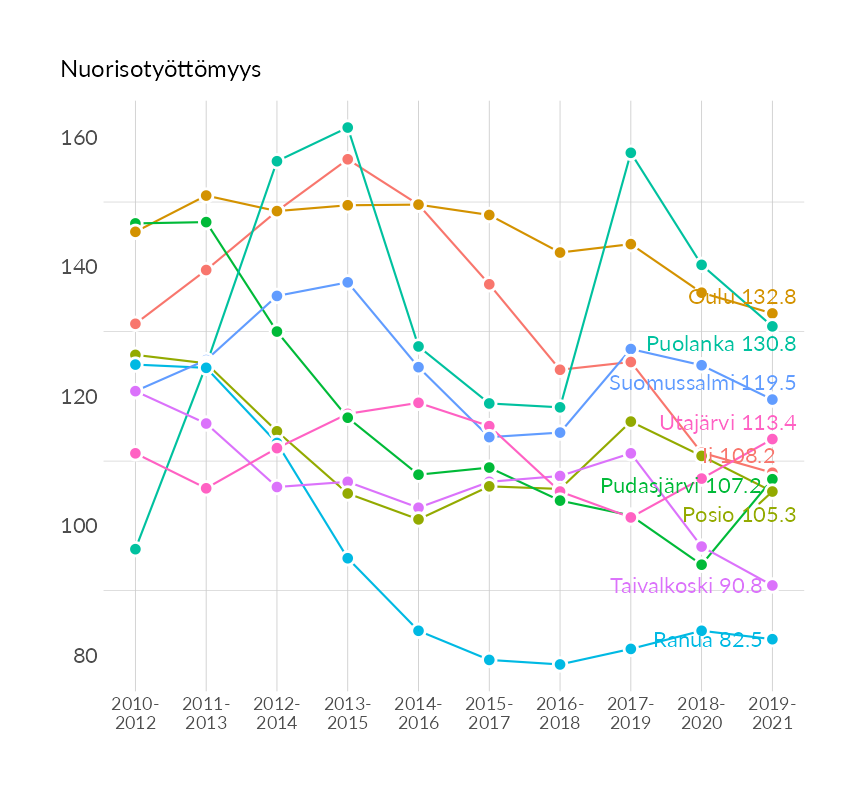 Nuorisotyöttömyys
160
140
120
100
80
Oulu 132.8
Puolanka 130.8
Suomussalmi 119.5
Utajärvi 113.4
Ii 108.2
Pudasjärvi 107.2
Posio 105.3
Taivalkoski 90.8
Ranua 82.5
2010-
2012
2011-
2013
2012-
2014
2013-
2015
2014-
2016
2015-
2017
2016-
2018
2017-
2019
2018-
2020
2019-
2021